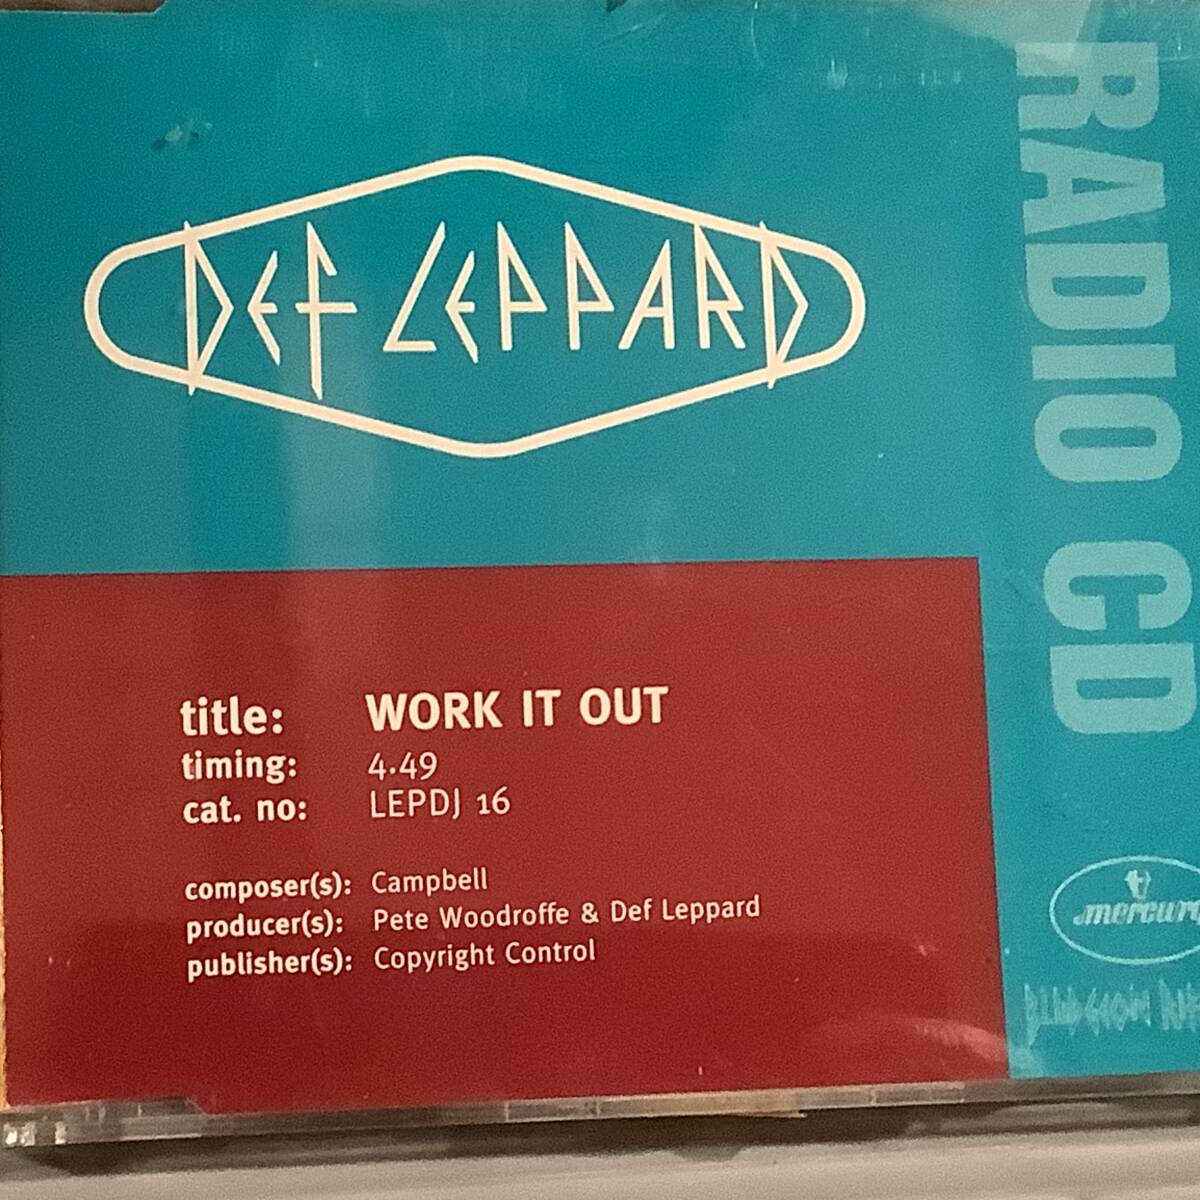 DEF LEPPARD
RADIO CD
title: WORK IT OUT
timing: 4.49
cat. no: LEPDJ 16
composer(s): Campbell
producer(s): Pete Woodroffe & Def Leppard
publisher(s): Copyright Control
mercury
BLUDGEON